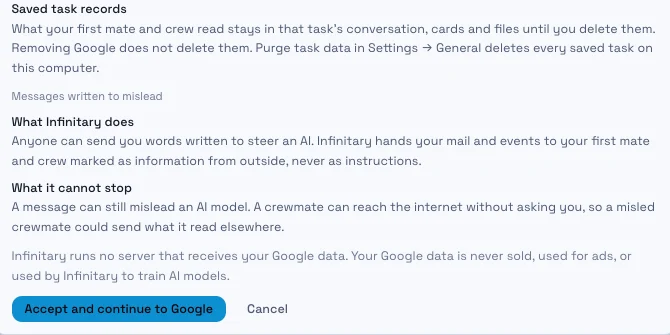 Saved task records
What your first mate and crew read stays in that task's conversation, cards and files until you delete them.
Removing Google does not delete them. Purge task data in Settings → General deletes every saved task on
this computer.
Messages written to mislead
What Infinitary does
Anyone can send you words written to steer an AI. Infinitary hands your mail and events to your first mate
and crew marked as information from outside, never as instructions.
What it cannot stop
A message can still mislead an AI model. A crewmate can reach the internet without asking you, so a misled
crewmate could send what it read elsewhere.
Infinitary runs no server that receives your Google data. Your Google data is never sold, used for ads, or
used by Infinitary to train AI models.
Accept and continue to Google
Cancel